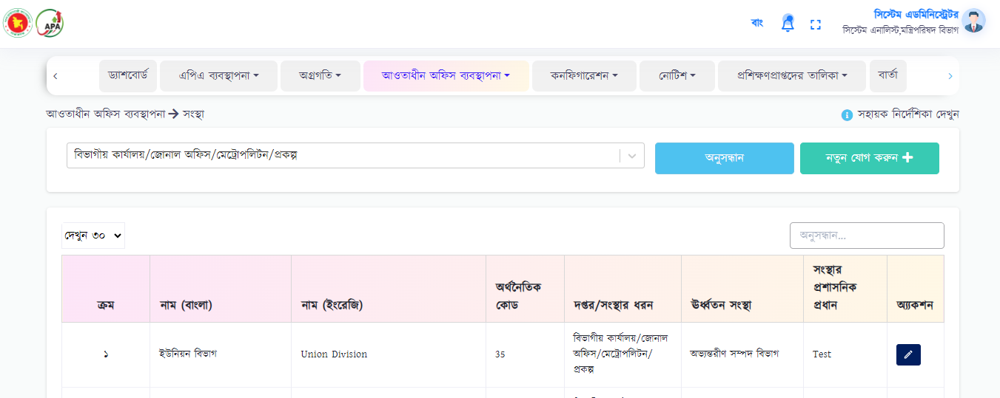 APA
বাং
সিস্টেম এডমিনিস্ট্রেটর
সিস্টেম এনালিস্ট,মন্ত্রিপরিষদ বিভাগ
ড্যাশবোর্ড এপিএ ব্যবস্থাপনা অগ্রগতি আওতাধীন অফিস ব্যবস্থাপনা কনফিগারেশন নোটিশ প্রশিক্ষণপ্রাপ্তদের তালিকা বার্তা
আওতাধীন অফিস ব্যবস্থাপনা → সংস্থা
সহায়ক নির্দেশিকা দেখুন
বিভাগীয় কার্যালয়/জোনাল অফিস/মেট্রোপলিটন/প্রকল্প
অনুসন্ধান
নতুন যোগ করুন +
দেখুন ৩০
অনুসন্ধান...
ক্রম
নাম (বাংলা)
নাম (ইংরেজি)
অর্থনৈতিক
কোড
দপ্তর/সংস্থার ধরন
ঊর্ধ্বতন সংস্থা
সংস্থার
প্রশাসনিক
প্রধান
অ্যাকশন
১
ইউনিয়ন বিভাগ
Union Division
35
বিভাগীয় কার্যালয়/জোনাল
অফিস/মেট্রোপলিটন/
প্রকল্প
অভ্যন্তরীণ সম্পদ বিভাগ
Test